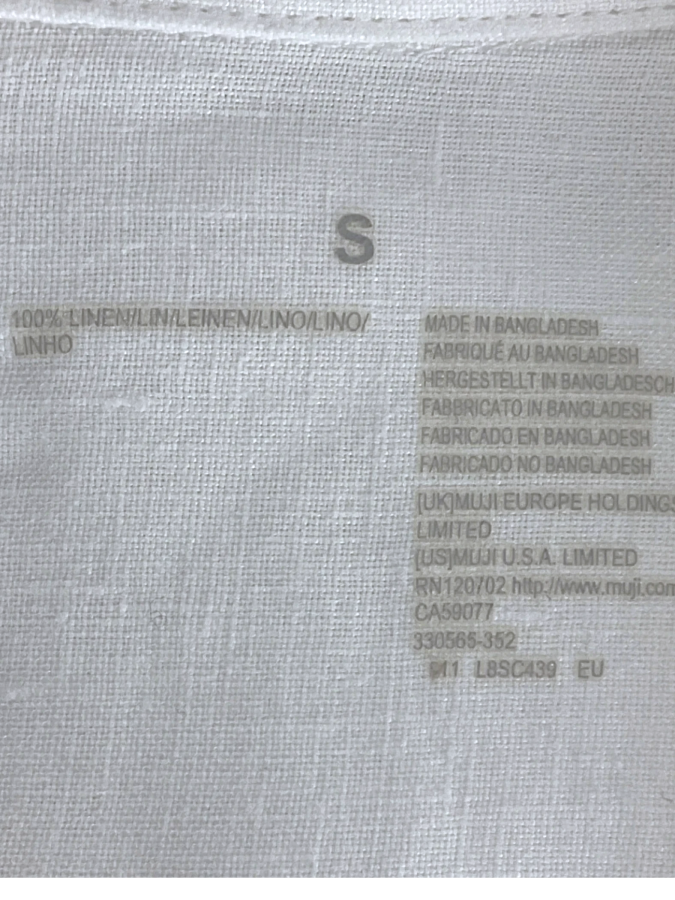 S
100% LINEN/LIN/LEINEN/LINO/LINO/
LINHO
MADE IN BANGLADESH
FABRIQUÉ AU BANGLADESH
HERGESTELLT IN BANGLADESCH
FABBRICATO IN BANGLADESH
FABRICADO EN BANGLADESH
FABRICADO NO BANGLADESH
[UK]MUJI EUROPE HOLDINGS
LIMITED
[US]MUJI U.S.A. LIMITED
RN120702 http://www.muji.com
CA59077
330565-352
L8SC439 EU